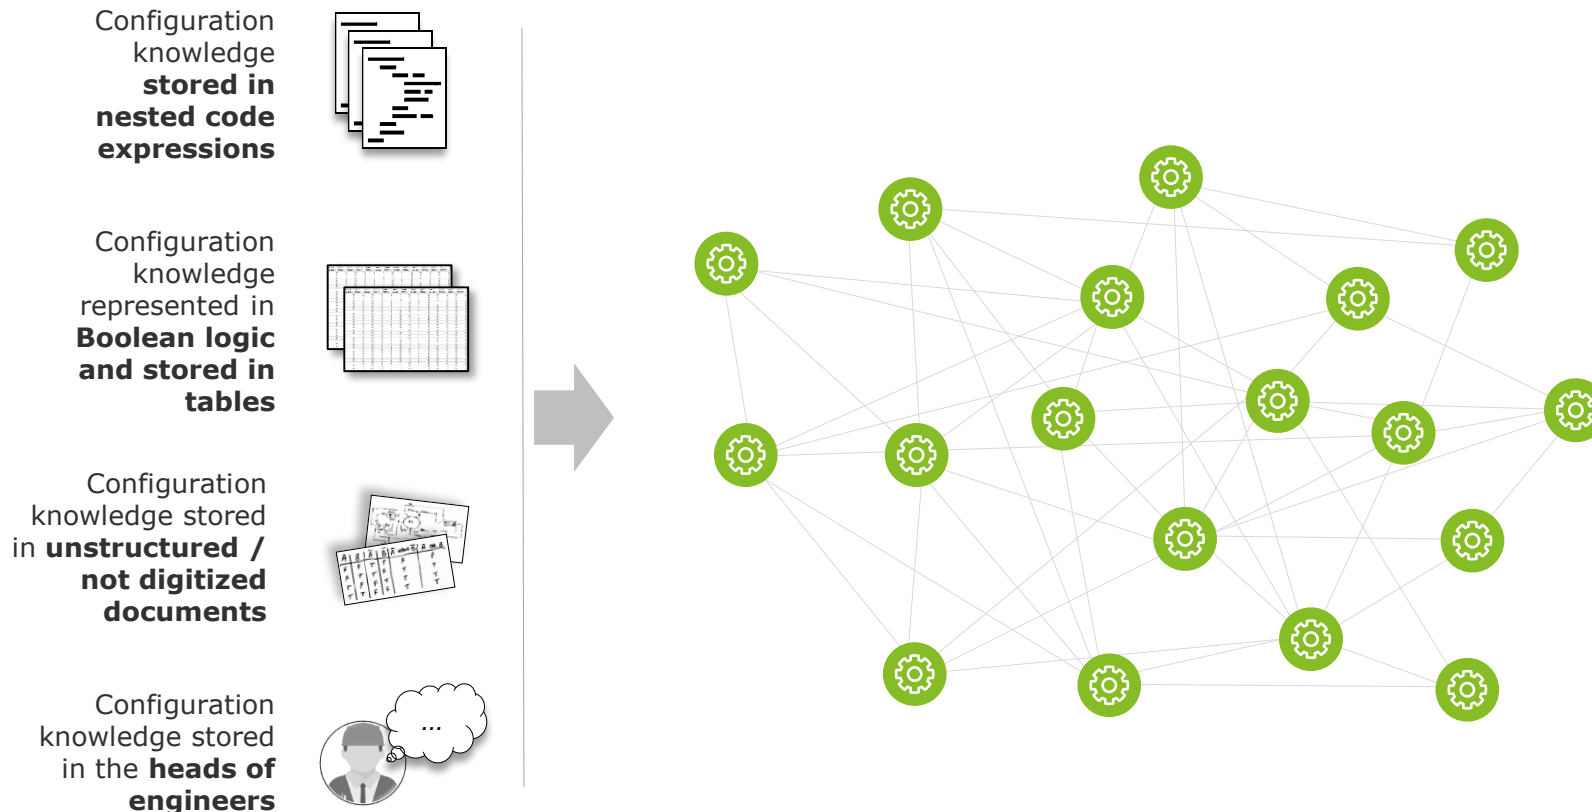 Configuration
knowledge
stored in
nested code
expressions
Configuration
knowledge
represented in
Boolean logic
and stored in
tables
Configuration
knowledge stored
in unstructured /
not digitized
documents
Configuration
knowledge stored
in the heads of
engineers
...